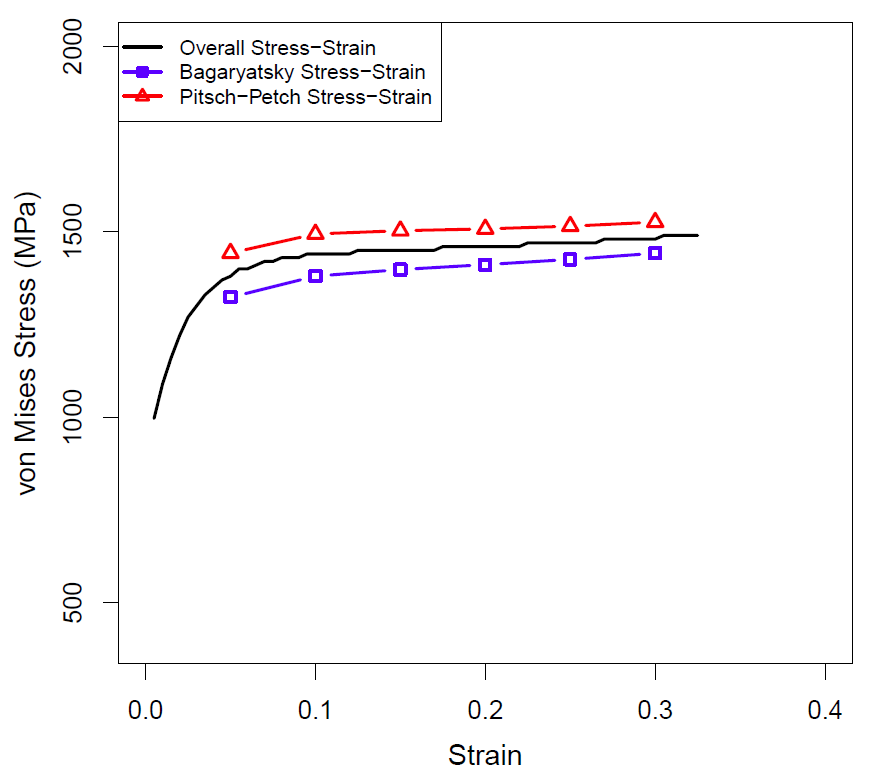 Overall Stress−Strain
Bagaryatsky Stress−Strain
Pitsch−Petch Stress−Strain
2000
1500
1000
500
von Mises Stress (MPa)
0.0 0.1 0.2 0.3 0.4
Strain